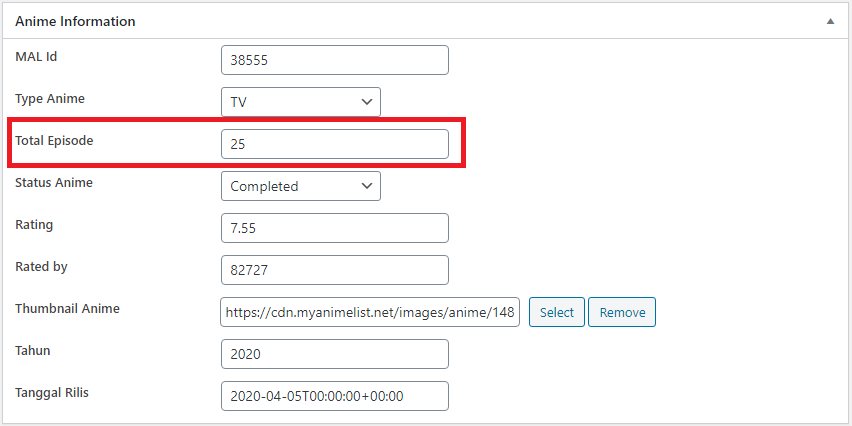 Anime Information
MAL Id 38555
Type Anime TV
Total Episode 25
Status Anime Completed
Rating 7.55
Rated by 82727
Thumbnail Anime https://cdn.myanimelist.net/images/anime/148 Select Remove
Tahun 2020
Tanggal Rilis 2020-04-05T00:00:00+00:00